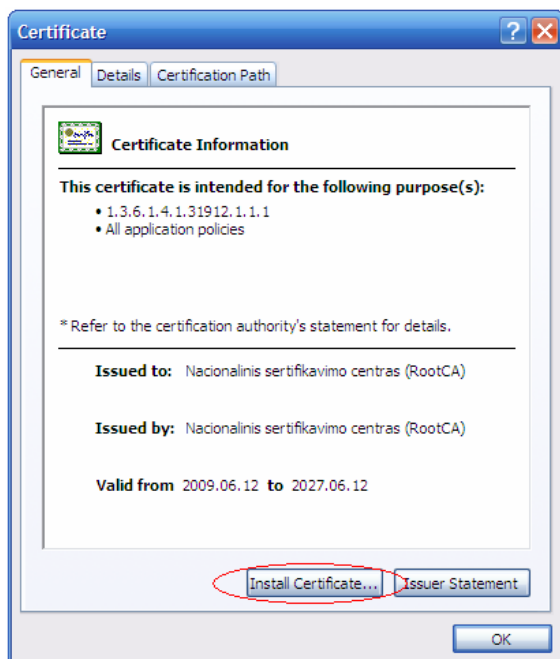 Certificate
General Details Certification Path
Certificate Information
This certificate is intended for the following purpose(s):
• 1.3.6.1.4.1.31912.1.1.1
• All application policies
* Refer to the certification authority's statement for details.
Issued to: Nacionalinis sertifikavimo centras (RootCA)
Issued by: Nacionalinis sertifikavimo centras (RootCA)
Valid from 2009.06.12 to 2027.06.12
Install Certificate... Issuer Statement
OK